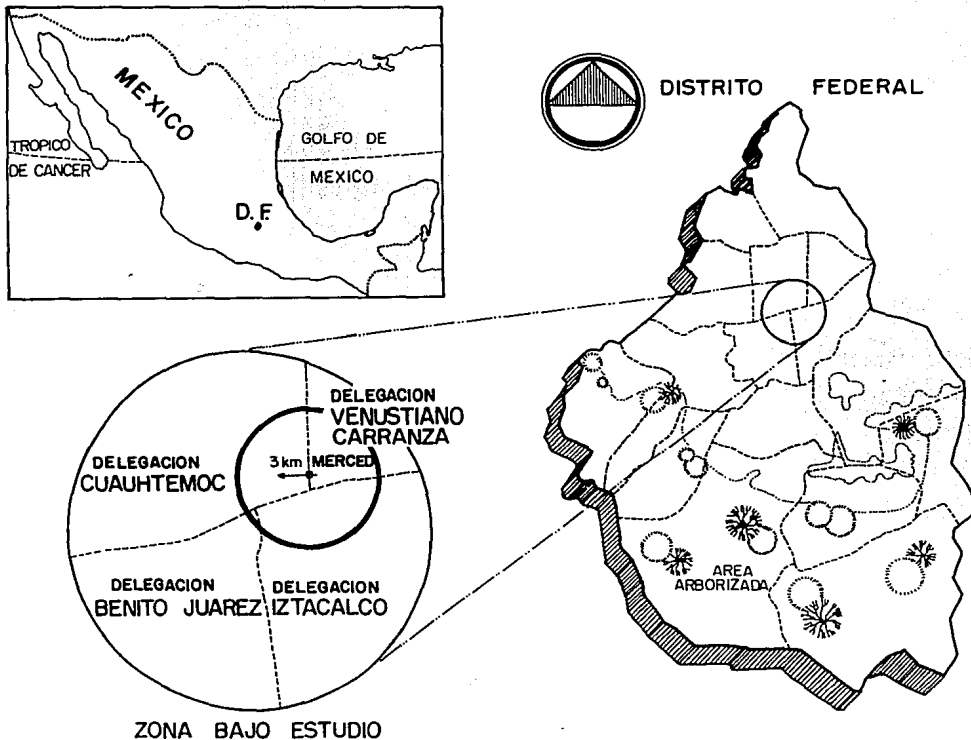 MEXICO
TROPICO
DE CANCER
GOLFO DE
MEXICO
D. F.
DISTRITO FEDERAL
DELEGACION
VENUSTIANO
CARRANZA
3 km MERCED
DELEGACION
CUAUHTEMOC
DELEGACION
BENITO JUAREZ
DELEGACION
IZTACALCO
AREA
ARBORIZADA
ZONA BAJO ESTUDIO